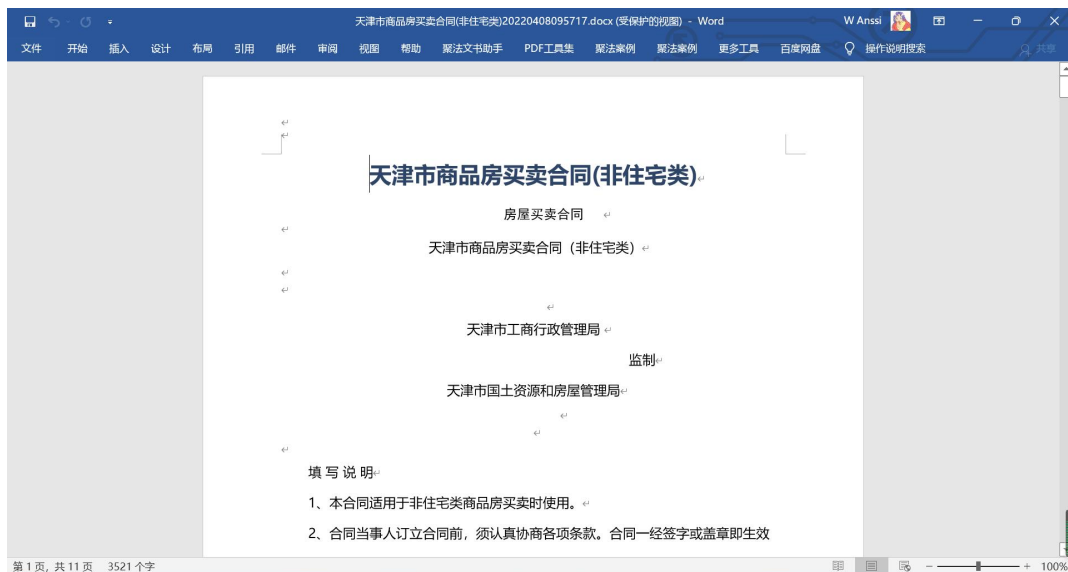 天津市商品房买卖合同(非住宅类)20220408095717.docx (受保护的视图) - Word
W Anssi
文件 开始 插入 设计 布局 引用 邮件 审阅 视图 帮助 聚法文书助手 PDF工具集 聚法案例 聚法案例 更多工具 百度网盘 操作说明搜索 共享
天津市商品房买卖合同(非住宅类)
房屋买卖合同
天津市商品房买卖合同（非住宅类）
天津市工商行政管理局
监制
天津市国土资源和房屋管理局
填 写 说 明
1、本合同适用于非住宅类商品房买卖时使用。
2、合同当事人订立合同前，须认真协商各项条款。合同一经签字或盖章即生效
第1页, 共11页 3521个字 100%